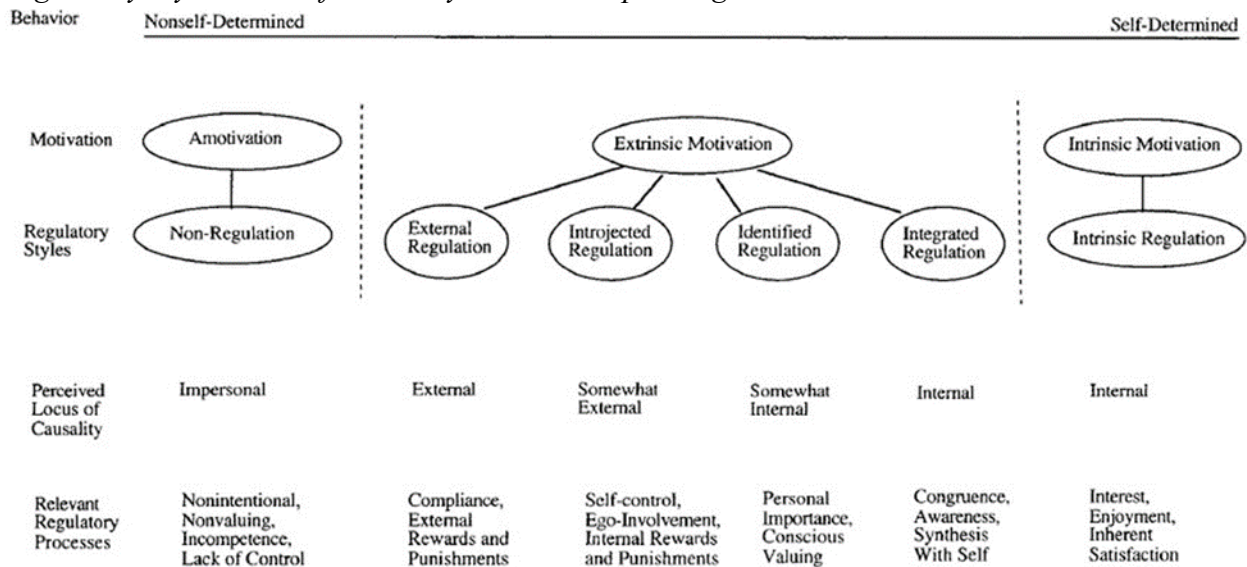 Behavior Nonself-Determined Self-Determined
Motivation Amotivation Extrinsic Motivation Intrinsic Motivation
Regulatory
Styles
Non-Regulation
External
Regulation
Introjected
Regulation
Identified
Regulation
Integrated
Regulation
Intrinsic Regulation
Perceived
Locus of
Causality
Impersonal
External
Somewhat
External
Somewhat
Internal
Internal
Internal
Relevant
Regulatory
Processes
Nonintentional,
Nonvaluing,
Incompetence,
Lack of Control
Compliance,
External
Rewards and
Punishments
Self-control,
Ego-Involvement,
Internal Rewards
and Punishments
Personal
Importance,
Conscious
Valuing
Congruence,
Awareness,
Synthesis
With Self
Interest,
Enjoyment,
Inherent
Satisfaction